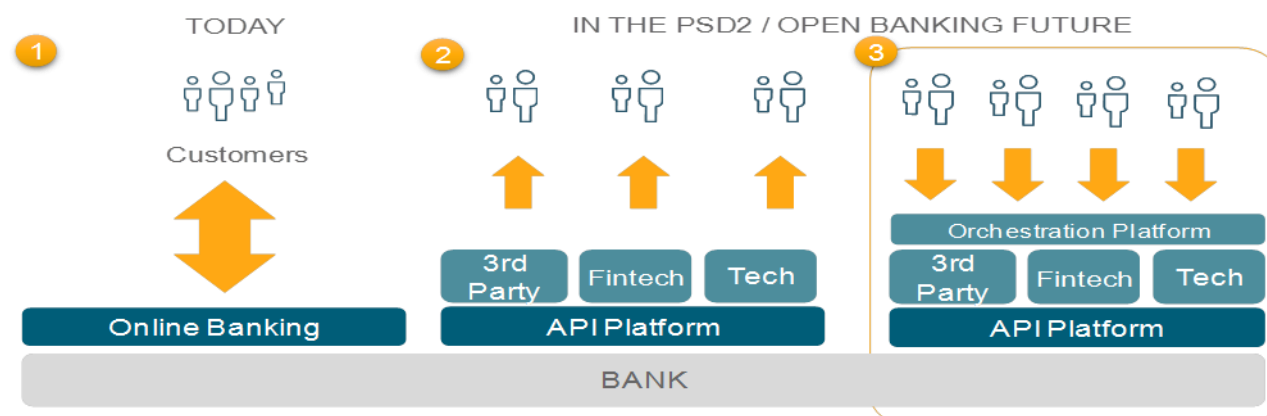 TODAY
IN THE PSD2 / OPEN BANKING FUTURE
1
2
3
Customers
Orchestration Platform
3rd
Party
Fintech
Tech
3rd
Party
Fintech
Tech
Online Banking
API Platform
API Platform
BANK